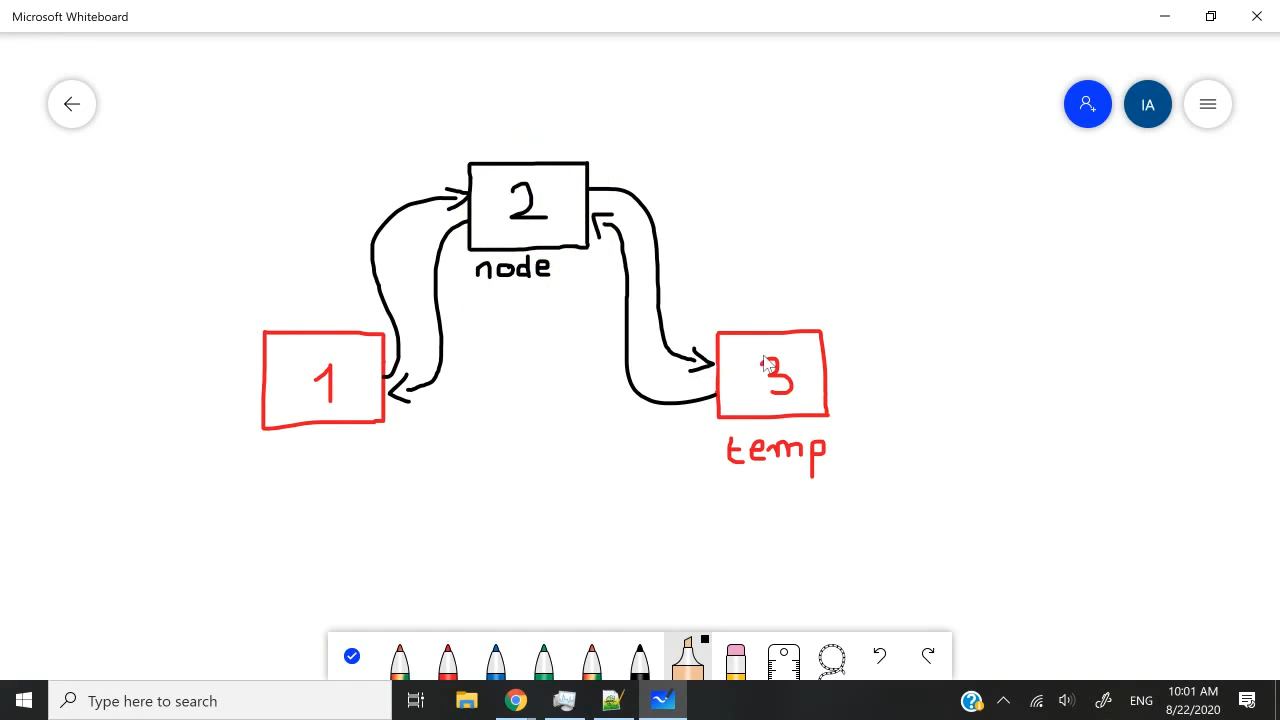 Microsoft Whiteboard
IA
2
node
1
3
temp
Type here to search
ENG
10:01 AM
8/22/2020